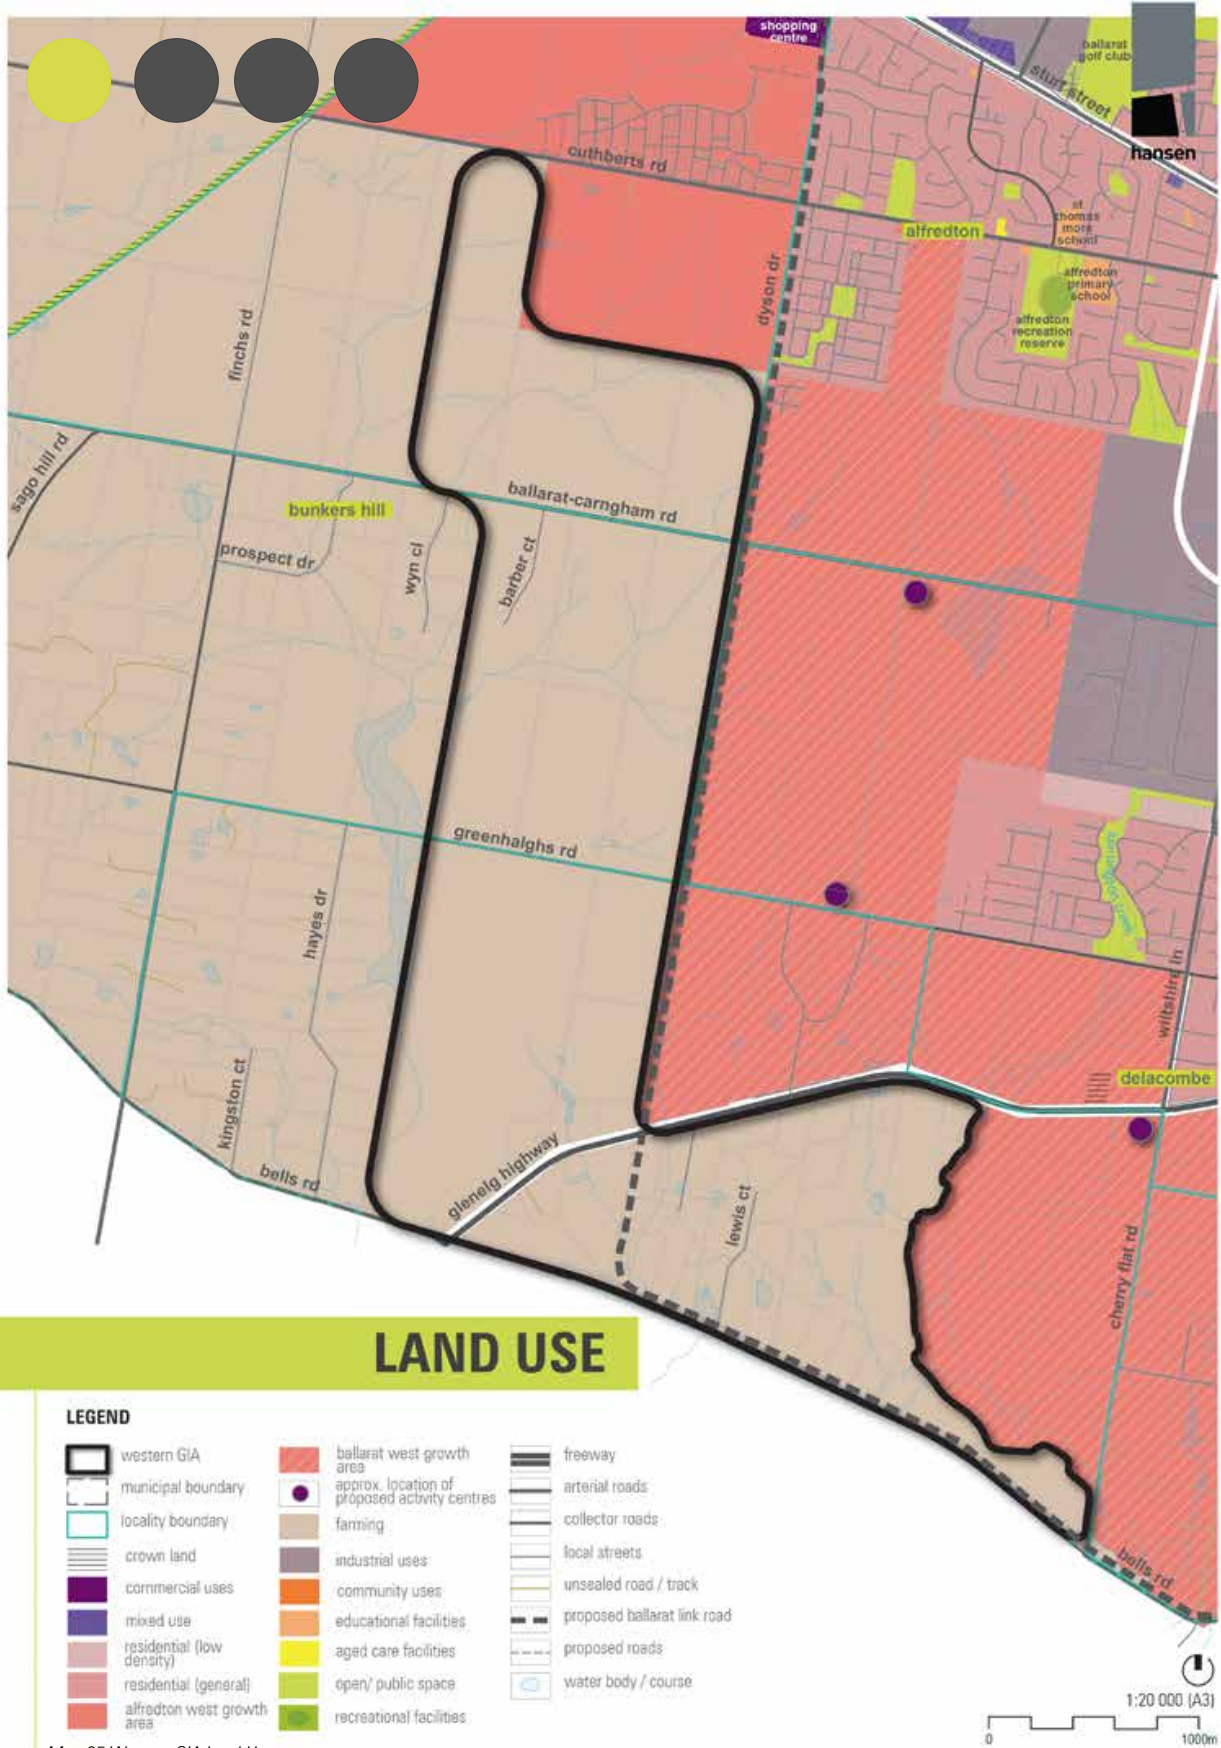 shopping
centre
ballarat
golf club
sturt street
hansen
cuthberts rd
st
thomas
more
school
alfredton
dyson dr
alfredton
primary
school
alfredton
recreation
reserve
finchs rd
sago hill rd
bunkers hill
ballarat-carngham rd
prospect dr
wyn cl
barber ct
greenhalghs rd
hayes dr
wiltshire ln
kingston ct
delacombe
bells rd
glenelg highway
lewis ct
cherry flat rd
bells rd
LAND USE
LEGEND
western GIA
municipal boundary
locality boundary
crown land
commercial uses
mixed use
residential (low
density)
residential (general)
alfredton west growth
area
ballarat west growth
area
approx. location of
proposed activity centres
farming
industrial uses
community uses
educational facilities
aged care facilities
open/ public space
recreational facilities
freeway
arterial roads
collector roads
local streets
unsealed road / track
proposed ballarat link road
proposed roads
water body / course
1:20 000 (A3)
0
1000m